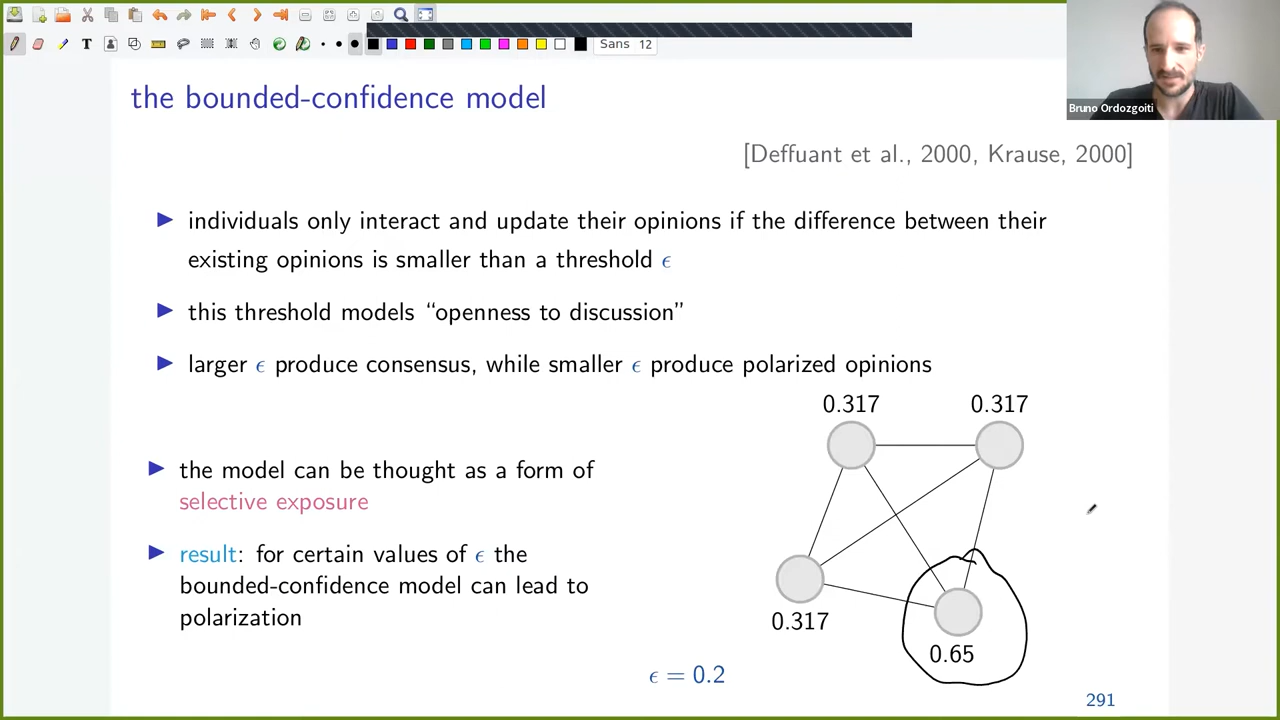 Sans 12
Bruno Ordozgoiti
the bounded-confidence model
[Deffuant et al., 2000, Krause, 2000]
▶ individuals only interact and update their opinions if the difference between their
existing opinions is smaller than a threshold ϵ
▶ this threshold models “openness to discussion”
▶ larger ϵ produce consensus, while smaller ϵ produce polarized opinions
▶ the model can be thought as a form of
selective exposure
▶ result: for certain values of ϵ the
bounded-confidence model can lead to
polarization
0.317 0.317
0.317
0.65
ϵ = 0.2
291